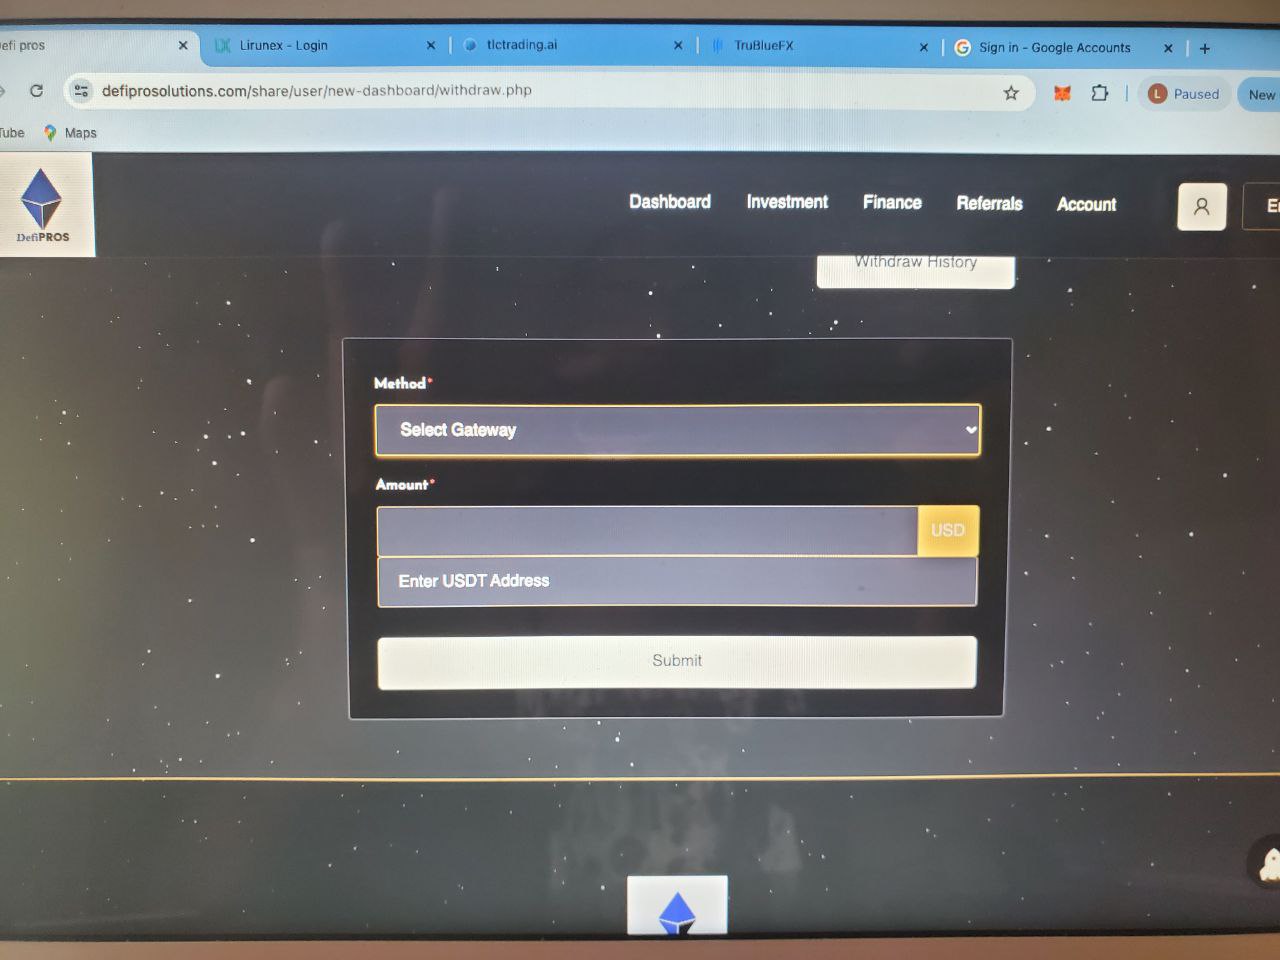 efi pros
Lirunex - Login
tlctrading.ai
TruBlueFX
Sign in - Google Accounts
defiprosolutions.com/share/user/new-dashboard/withdraw.php
L
Paused
New
Tube
Maps
DefiPROS
Dashboard
Investment
Finance
Referrals
Account
E
Withdraw History
Method*
Select Gateway
Amount*
USD
Enter USDT Address
Submit